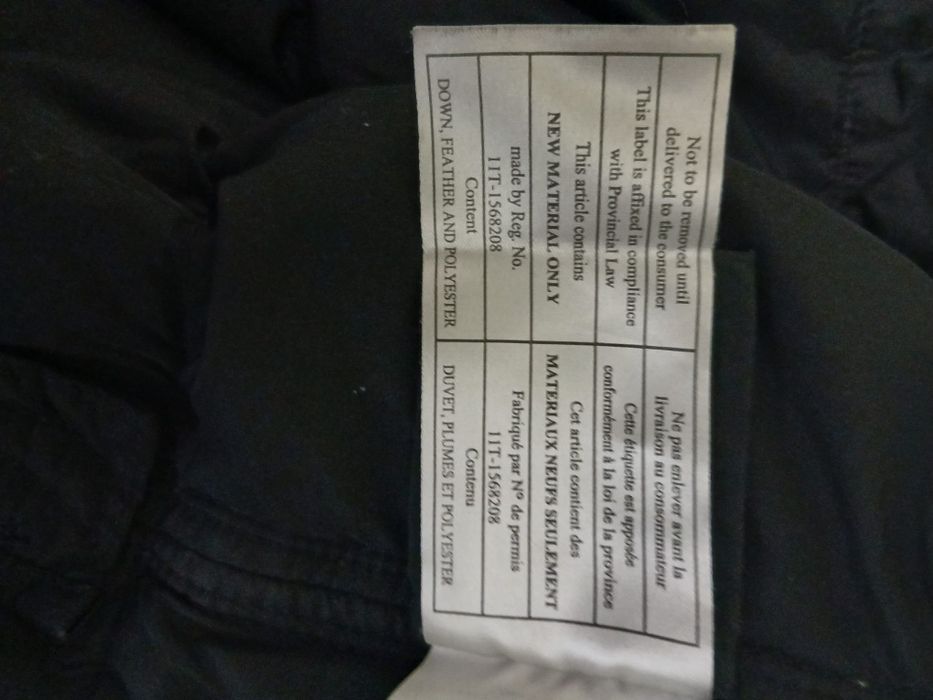 Not to be removed until
delivered to the consumer
This label is affixed in compliance
with Provincial Law
This article contains
NEW MATERIAL ONLY
made by Reg. No.
11T-1568208
Content
DOWN, FEATHER AND POLYESTER
Ne pas enlever avant la
livraison au consommateur
Cette étiquette est apposée
conformément à la loi de la province
Cet article contient des
MATERIAUX NEUFS SEULEMENT
Fabriqué par Nº de permis
11T-1568208
Contenu
DUVET, PLUMES ET POLYESTER